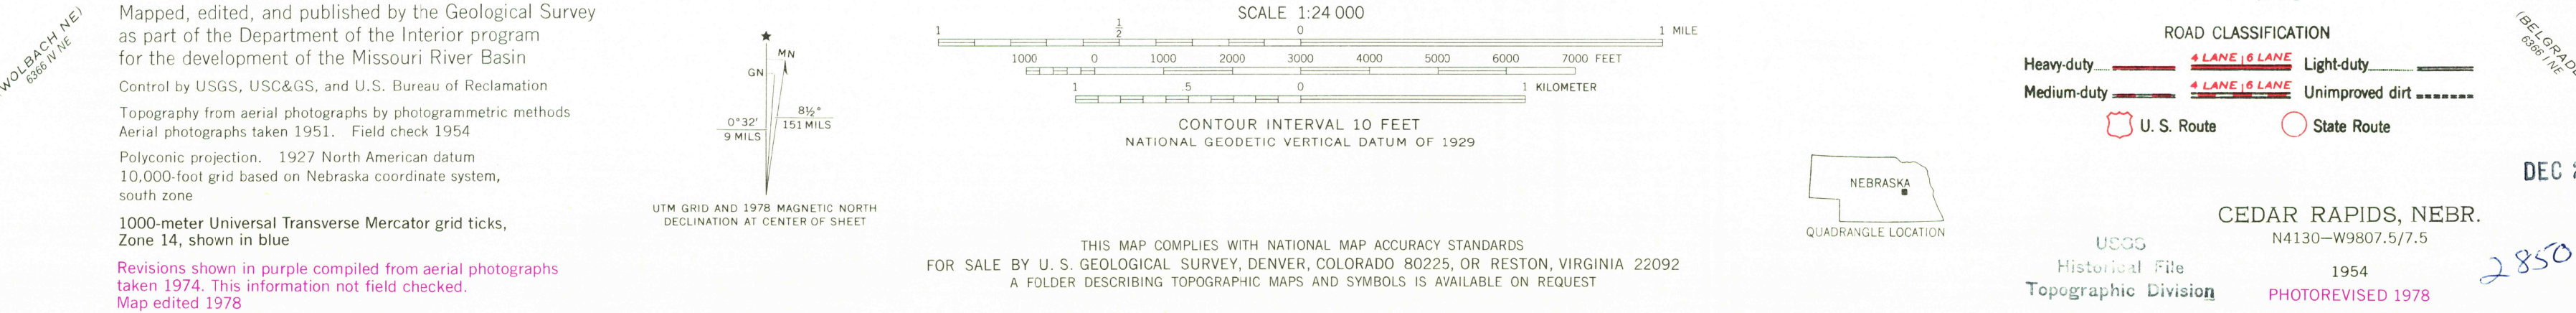 (WOLBACH NE)
6366 IV NE
Mapped, edited, and published by the Geological Survey
as part of the Department of the Interior program
for the development of the Missouri River Basin
Control by USGS, USC&GS, and U.S. Bureau of Reclamation
Topography from aerial photographs by photogrammetric methods
Aerial photographs taken 1951. Field check 1954
Polyconic projection. 1927 North American datum
10,000-foot grid based on Nebraska coordinate system,
south zone
1000-meter Universal Transverse Mercator grid ticks,
Zone 14, shown in blue
Revisions shown in purple compiled from aerial photographs
taken 1974. This information not field checked.
Map edited 1978
★
MN
GN
0°32'
9 MILS
8½°
151 MILS
UTM GRID AND 1978 MAGNETIC NORTH
DECLINATION AT CENTER OF SHEET
SCALE 1:24 000
1 ½ 0 1 MILE
1000 0 1000 2000 3000 4000 5000 6000 7000 FEET
1 .5 0 1 KILOMETER
CONTOUR INTERVAL 10 FEET
NATIONAL GEODETIC VERTICAL DATUM OF 1929
THIS MAP COMPLIES WITH NATIONAL MAP ACCURACY STANDARDS
FOR SALE BY U. S. GEOLOGICAL SURVEY, DENVER, COLORADO 80225, OR RESTON, VIRGINIA 22092
A FOLDER DESCRIBING TOPOGRAPHIC MAPS AND SYMBOLS IS AVAILABLE ON REQUEST
NEBRASKA
QUADRANGLE LOCATION
ROAD CLASSIFICATION
Heavy-duty 4 LANE 6 LANE Light-duty
Medium-duty 4 LANE 6 LANE Unimproved dirt
U. S. Route State Route
(BELGRADE
6366 I NE
DEC
CEDAR RAPIDS, NEBR.
N4130—W9807.5/7.5
1954
PHOTOREVISED 1978
USGS
Historical File
Topographic Division
2850